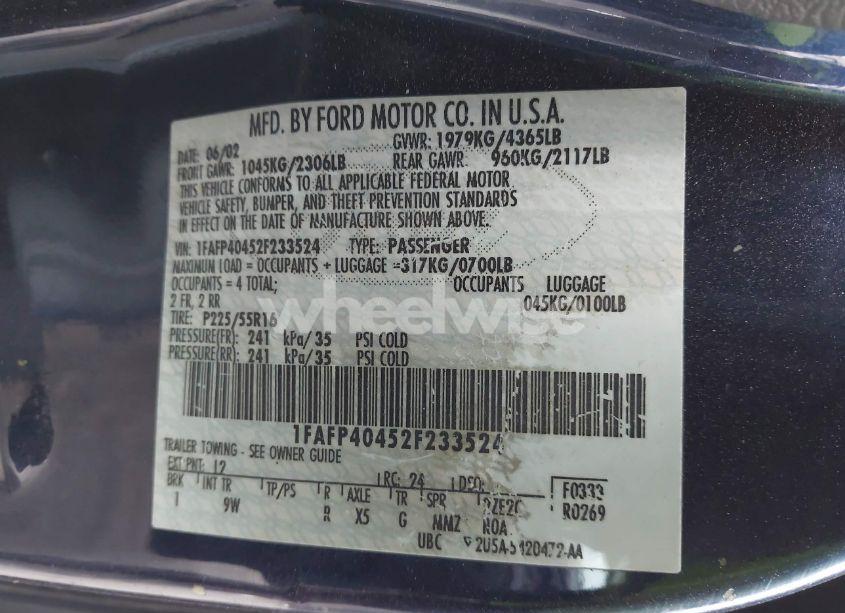 MFD. BY FORD MOTOR CO. IN U.S.A.
DATE: 06/02 GVWR: 1979KG/4365LB
FRONT GAWR: 1045KG/2306LB REAR GAWR: 960KG/2117LB
THIS VEHICLE CONFORMS TO ALL APPLICABLE FEDERAL MOTOR
VEHICLE SAFETY, BUMPER, AND THEFT PREVENTION STANDARDS
IN EFFECT ON THE DATE OF MANUFACTURE SHOWN ABOVE.
VIN: 1FAFP40452F233524 TYPE: PASSENGER
MAXIMUM LOAD = OCCUPANTS + LUGGAGE =317KG/0700LB
OCCUPANTS = 4 TOTAL; OCCUPANTS LUGGAGE
2 FR, 2 RR 045KG/0100LB
wheelwise
TIRE: P225/55R16
PRESSURE(FR): 241 kPa/35 PSI COLD
PRESSURE(RR): 241 kPa/35 PSI COLD
1FAFP40452F233524
TRAILER TOWING - SEE OWNER GUIDE
EXT PNT: 12 RC: 24 DSO: F0333
BRK INT TR TP/PS R AXLE TR SPR R0269
I 9W R X5 G MMZ
UBC